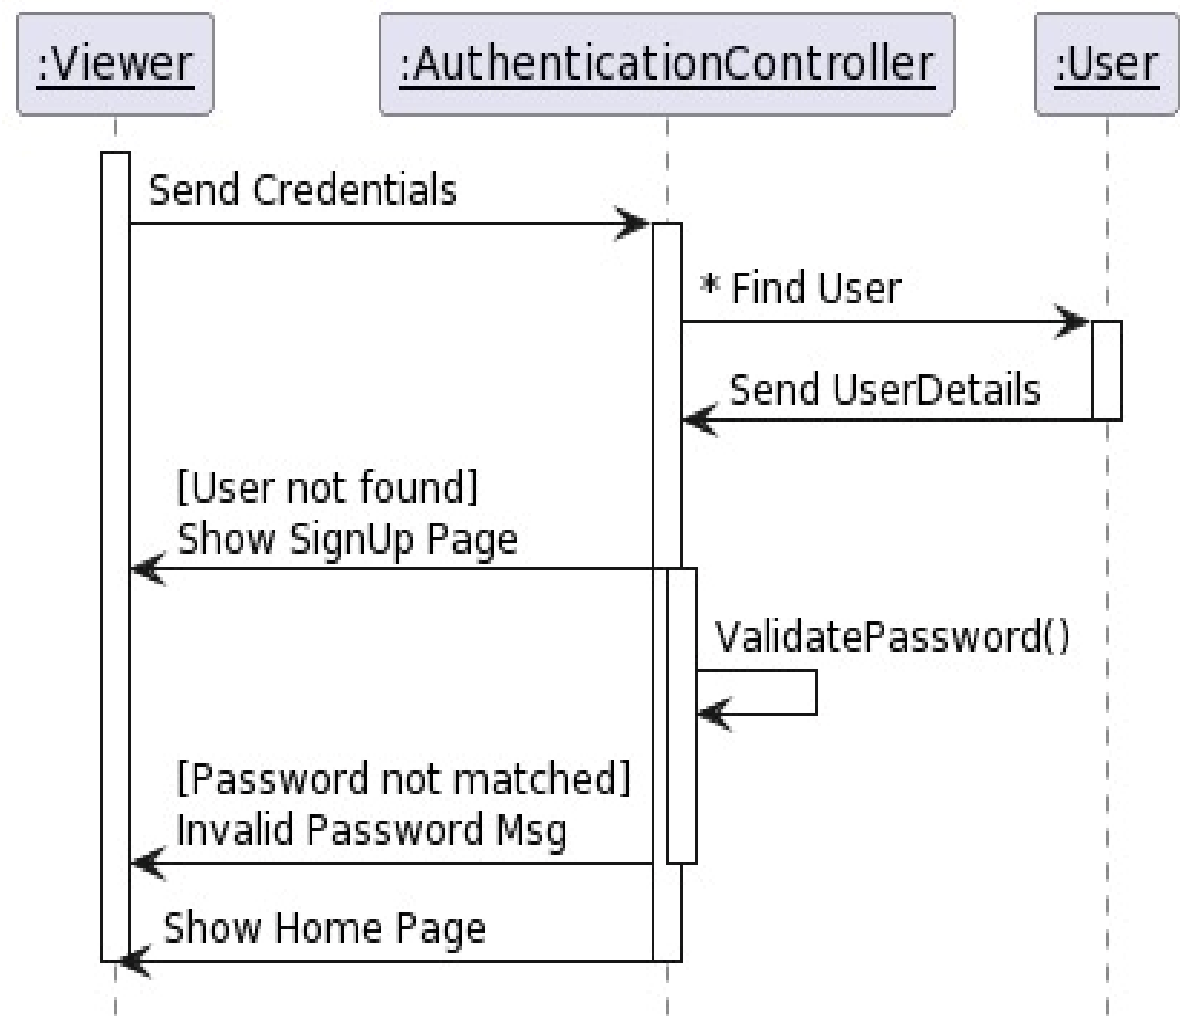 :Viewer
:AuthenticationController
:User
Send Credentials
* Find User
Send UserDetails
[User not found]
Show SignUp Page
ValidatePassword()
[Password not matched]
Invalid Password Msg
Show Home Page